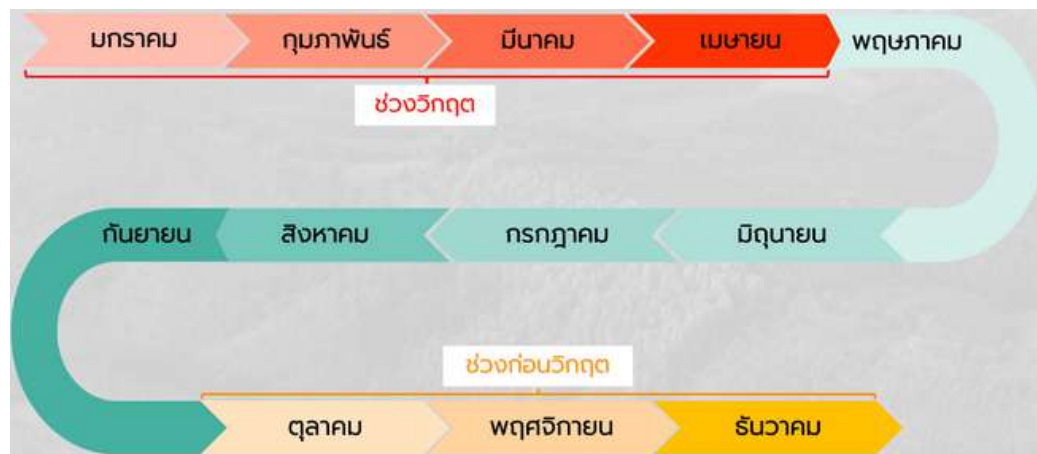 มกราคม กุมภาพันธ์ มีนาคม เมษายน พฤษภาคม
ช่วงวิกฤต
กันยายน สิงหาคม กรกฎาคม มิถุนายน
ช่วงก่อนวิกฤต
ตุลาคม พฤศจิกายน ธันวาคม